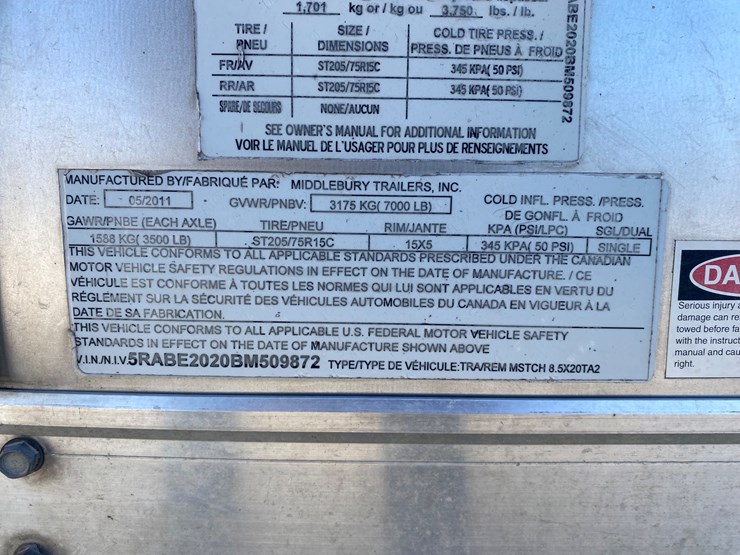 1,701 kg or / kg ou 3,750 lbs. / lb.
TIRE / PNEU SIZE / DIMENSIONS COLD TIRE PRESS. / PRESS. DE PNEUS À FROID
FR/AV ST205/75R15C 345 KPA( 50 PSI)
RR/AR ST205/75R15C 345 KPA( 50 PSI)
SPARE/DE SECOURS NONE/AUCUN
SEE OWNER'S MANUAL FOR ADDITIONAL INFORMATION
VOIR LE MANUEL DE L'USAGER POUR PLUS DE RENSEIGNEMENTS
ABE2020BM509872
MANUFACTURED BY/FABRIQUÉ PAR: MIDDLEBURY TRAILERS, INC.
DATE: 05/2011 GVWR/PNBV: 3175 KG( 7000 LB) COLD INFL. PRESS. /PRESS. DE GONFL. À FROID
GAWR/PNBE (EACH AXLE) TIRE/PNEU RIM/JANTE KPA (PSI/LPC) SGL/DUAL
1588 KG( 3500 LB) ST205/75R15C 15X5 345 KPA( 50 PSI) SINGLE
THIS VEHICLE CONFORMS TO ALL APPLICABLE STANDARDS PRESCRIBED UNDER THE CANADIAN
MOTOR VEHICLE SAFETY REGULATIONS IN EFFECT ON THE DATE OF MANUFACTURE. / CE
VÉHICULE EST CONFORME À TOUTES LES NORMES QUI LUI SONT APPLICABLES EN VERTU DU
RÉGLEMENT SUR LA SÉCURITÉ DES VÉHICULES AUTOMOBILES DU CANADA EN VIGUEUR À LA
DATE DE SA FABRICATION.
THIS VEHICLE CONFORMS TO ALL APPLICABLE U.S. FEDERAL MOTOR VEHICLE SAFETY
STANDARDS IN EFFECT ON THE DATE OF MANUFACTURE SHOWN ABOVE
V.I.N./N.I.V. 5RABE2020BM509872 TYPE/TYPE DE VÉHICULE:TRA/REM MSTCH 8.5X20TA2
DA
Serious injury a
damage can re
towed before fa
with the instruct
manual and cau
right.